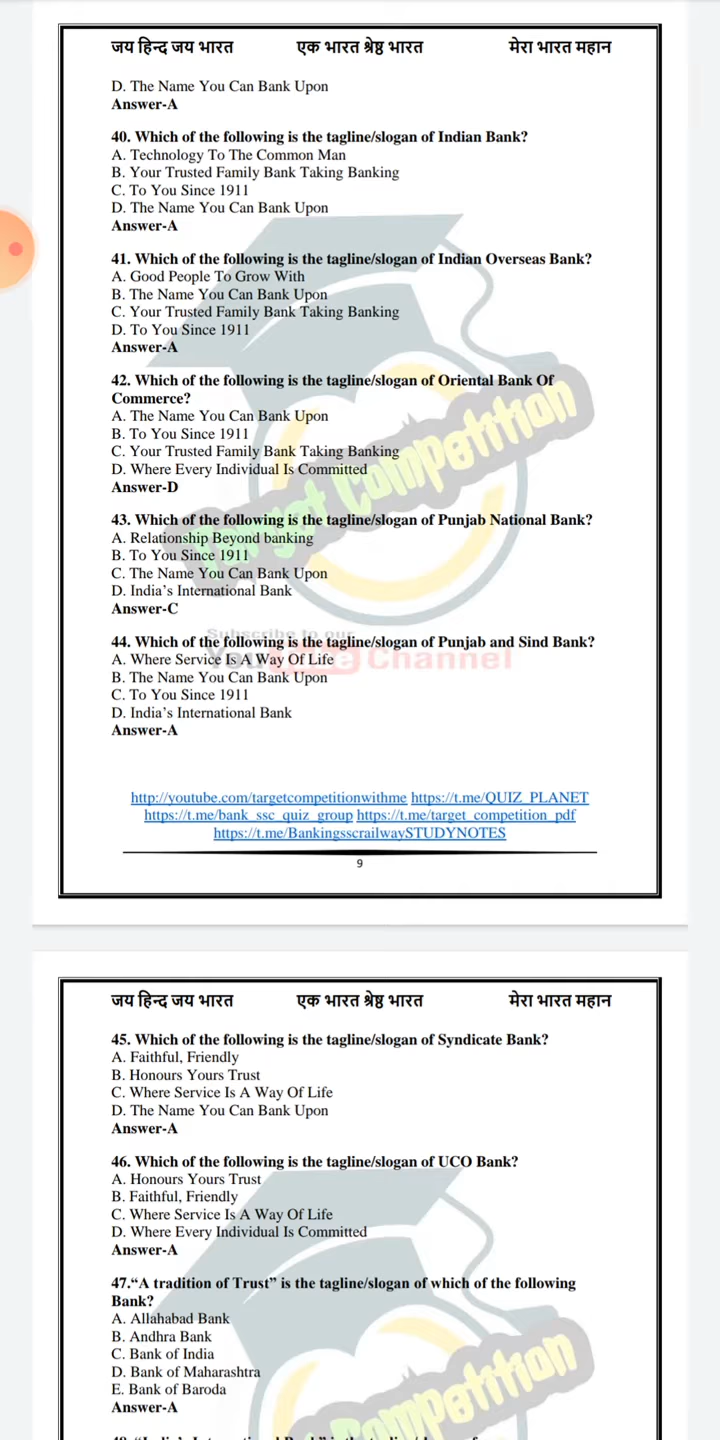 जय हिन्द जय भारत एक भारत श्रेष्ठ भारत मेरा भारत महान
D. The Name You Can Bank Upon
Answer-A
40. Which of the following is the tagline/slogan of Indian Bank?
A. Technology To The Common Man
B. Your Trusted Family Bank Taking Banking
C. To You Since 1911
D. The Name You Can Bank Upon
Answer-A
41. Which of the following is the tagline/slogan of Indian Overseas Bank?
A. Good People To Grow With
B. The Name You Can Bank Upon
C. Your Trusted Family Bank Taking Banking
D. To You Since 1911
Answer-A
42. Which of the following is the tagline/slogan of Oriental Bank Of
Commerce?
A. The Name You Can Bank Upon
B. To You Since 1911
C. Your Trusted Family Bank Taking Banking
D. Where Every Individual Is Committed
Answer-D
43. Which of the following is the tagline/slogan of Punjab National Bank?
A. Relationship Beyond banking
B. To You Since 1911
C. The Name You Can Bank Upon
D. India's International Bank
Answer-C
44. Which of the following is the tagline/slogan of Punjab and Sind Bank?
A. Where Service Is A Way Of Life
B. The Name You Can Bank Upon
C. To You Since 1911
D. India's International Bank
Answer-A
Target Competition
Subscribe to our
YouTube Channel
http://youtube.com/targetcompetitionwithme https://t.me/QUIZ_PLANET
https://t.me/bank_ssc_quiz_group https://t.me/target_competition_pdf
https://t.me/BankingsscrailwaySTUDYNOTES
9
जय हिन्द जय भारत एक भारत श्रेष्ठ भारत मेरा भारत महान
45. Which of the following is the tagline/slogan of Syndicate Bank?
A. Faithful, Friendly
B. Honours Yours Trust
C. Where Service Is A Way Of Life
D. The Name You Can Bank Upon
Answer-A
46. Which of the following is the tagline/slogan of UCO Bank?
A. Honours Yours Trust
B. Faithful, Friendly
C. Where Service Is A Way Of Life
D. Where Every Individual Is Committed
Answer-A
47.“A tradition of Trust” is the tagline/slogan of which of the following
Bank?
A. Allahabad Bank
B. Andhra Bank
C. Bank of India
D. Bank of Maharashtra
E. Bank of Baroda
Answer-A
Competition